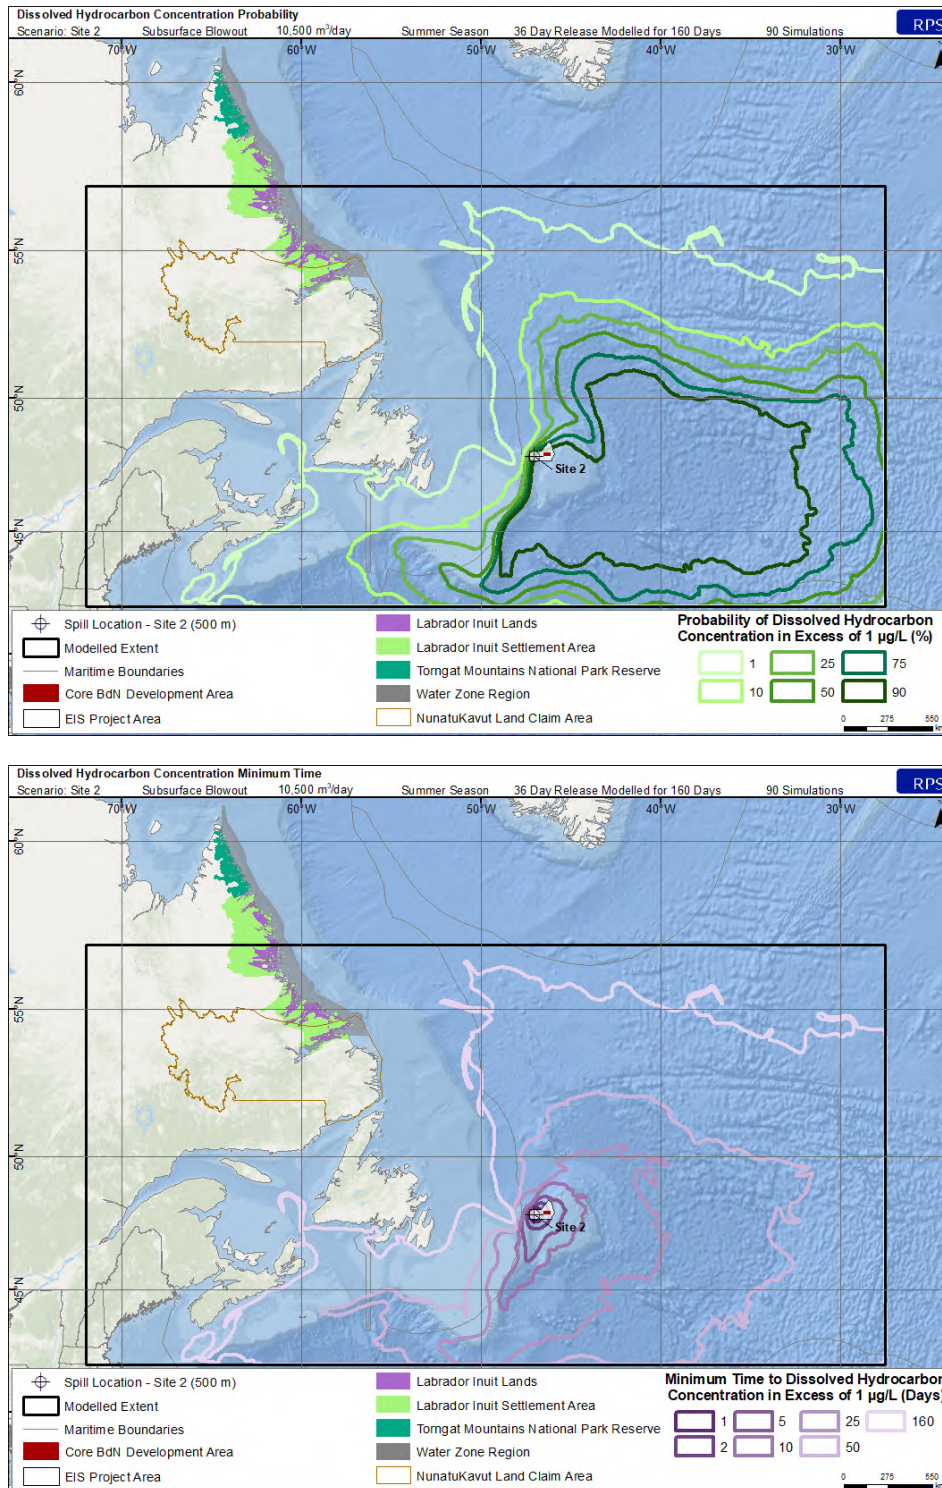 Dissolved Hydrocarbon Concentration Probability
Scenario: Site 2 Subsurface Blowout 10,500 m³/day Summer Season 36 Day Release Modelled for 160 Days 90 Simulations
RPS
70°W 60°W 50°W 40°W 30°W
60°N
55°N
50°N
Site 2
45°N
Spill Location - Site 2 (500 m)
Modelled Extent
Maritime Boundaries
Core BdN Development Area
EIS Project Area
Labrador Inuit Lands
Labrador Inuit Settlement Area
Torngat Mountains National Park Reserve
Water Zone Region
NunatuKavut Land Claim Area
Probability of Dissolved Hydrocarbon
Concentration in Excess of 1 µg/L (%)
1 25 75
10 50 90
0 275 550
km
Dissolved Hydrocarbon Concentration Minimum Time
Scenario: Site 2 Subsurface Blowout 10,500 m³/day Summer Season 36 Day Release Modelled for 160 Days 90 Simulations
RPS
70°W 60°W 50°W 40°W 30°W
60°N
55°N
50°N
Site 2
45°N
Spill Location - Site 2 (500 m)
Modelled Extent
Maritime Boundaries
Core BdN Development Area
EIS Project Area
Labrador Inuit Lands
Labrador Inuit Settlement Area
Torngat Mountains National Park Reserve
Water Zone Region
NunatuKavut Land Claim Area
Minimum Time to Dissolved Hydrocarbon
Concentration in Excess of 1 µg/L (Days)
1 5 25 160
2 10 50
0 275 550
km